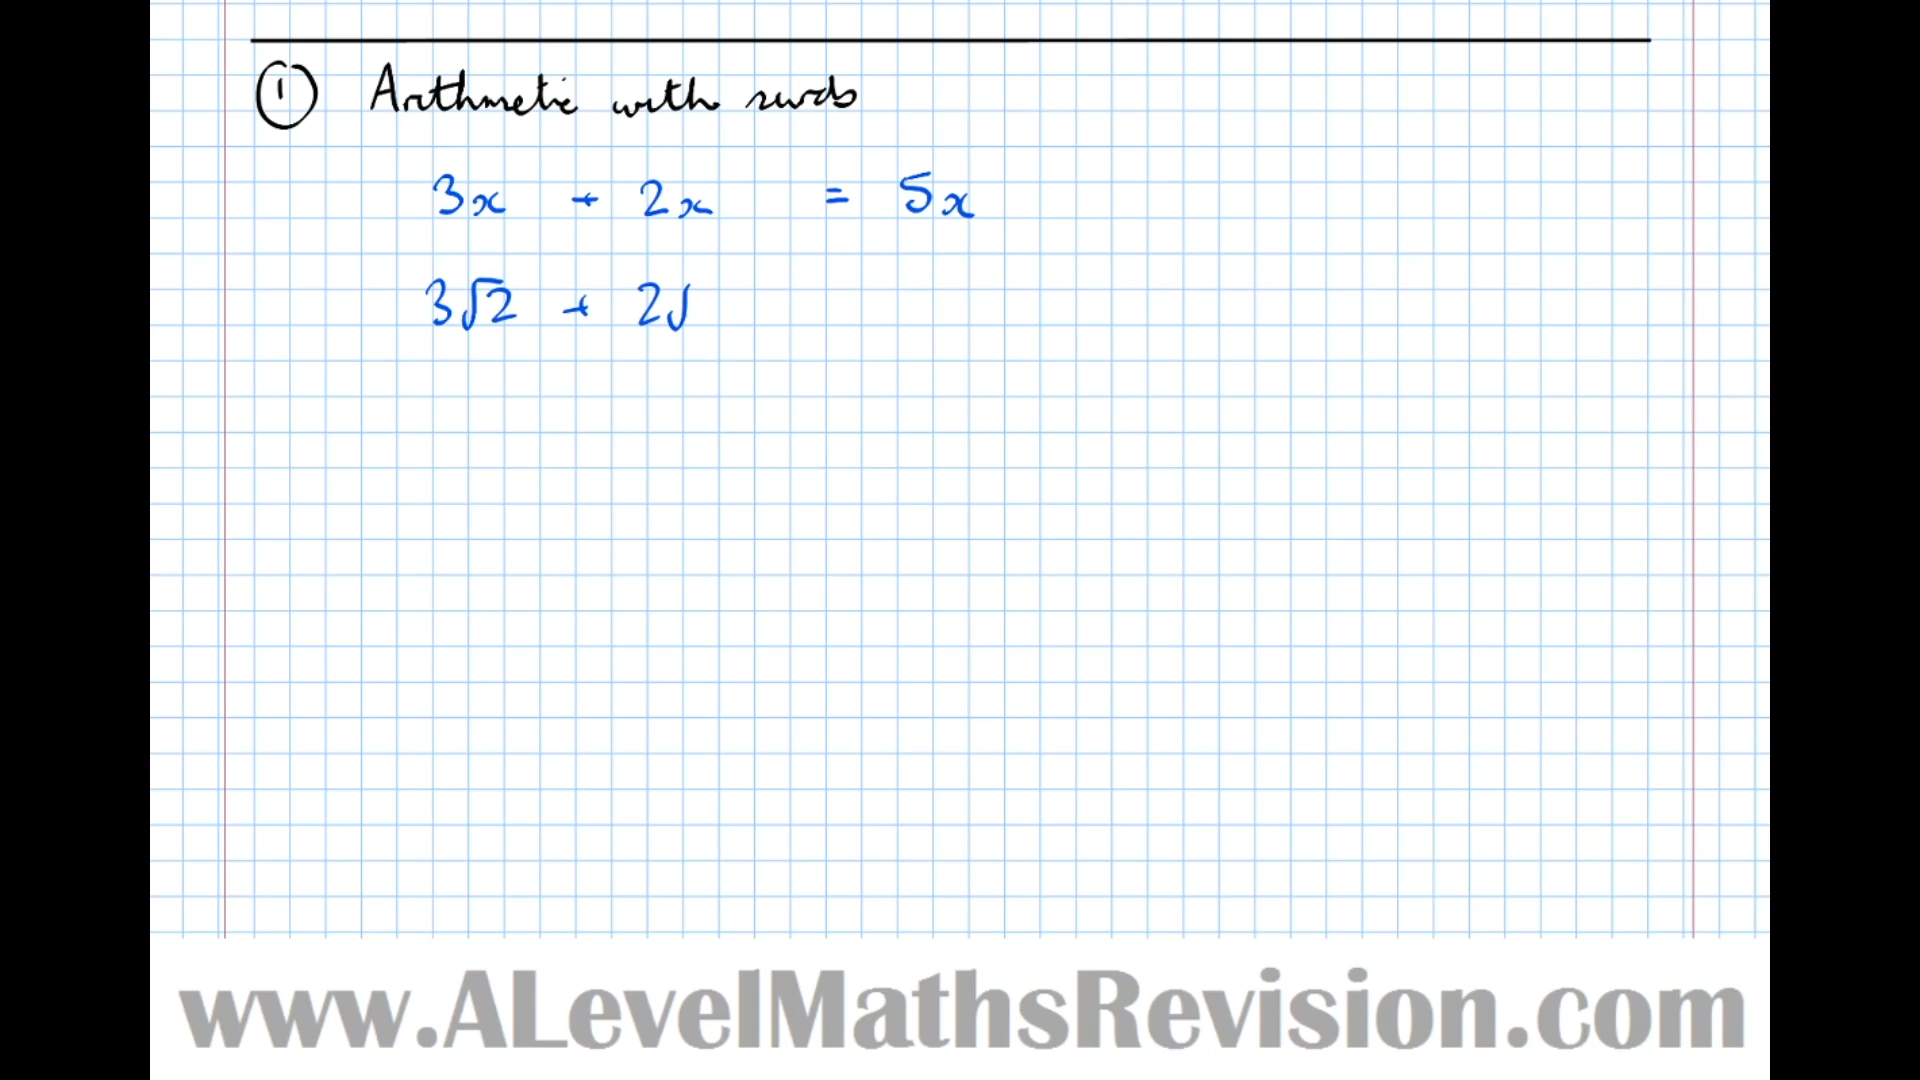 ① Arithmetic with surds
3x + 2x = 5x
3√2 + 2√
www.ALevelMathsRevision.com